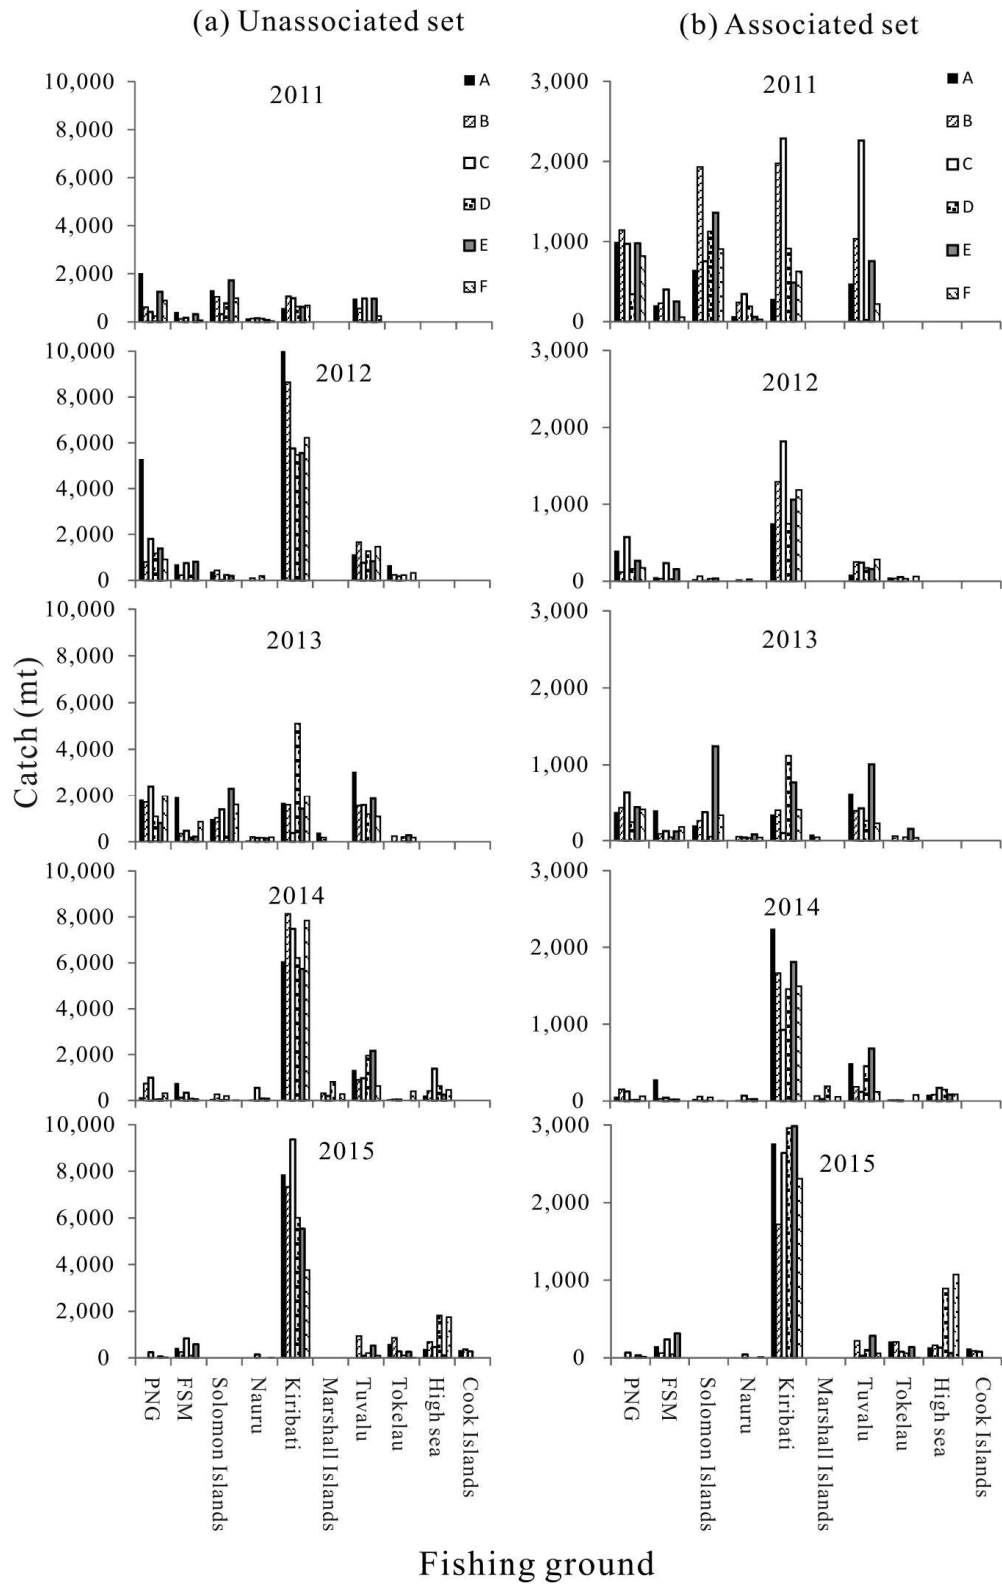 (a) Unassociated set
(b) Associated set
10,000
8,000
6,000
4,000
2,000
0
2011
A
B
C
D
E
F
3,000
2,000
1,000
0
2011
A
B
C
D
E
F
10,000
8,000
6,000
4,000
2,000
0
2012
3,000
2,000
1,000
0
2012
10,000
8,000
6,000
4,000
2,000
0
2013
3,000
2,000
1,000
0
2013
Catch (mt)
10,000
8,000
6,000
4,000
2,000
0
2014
3,000
2,000
1,000
0
2014
10,000
8,000
6,000
4,000
2,000
0
2015
3,000
2,000
1,000
0
2015
PNG
FSM
Solomon Islands
Nauru
Kiribati
Marshall Islands
Tuvalu
Tokelau
High sea
Cook Islands
PNG
FSM
Solomon Islands
Nauru
Kiribati
Marshall Islands
Tuvalu
Tokelau
High sea
Cook Islands
Fishing ground